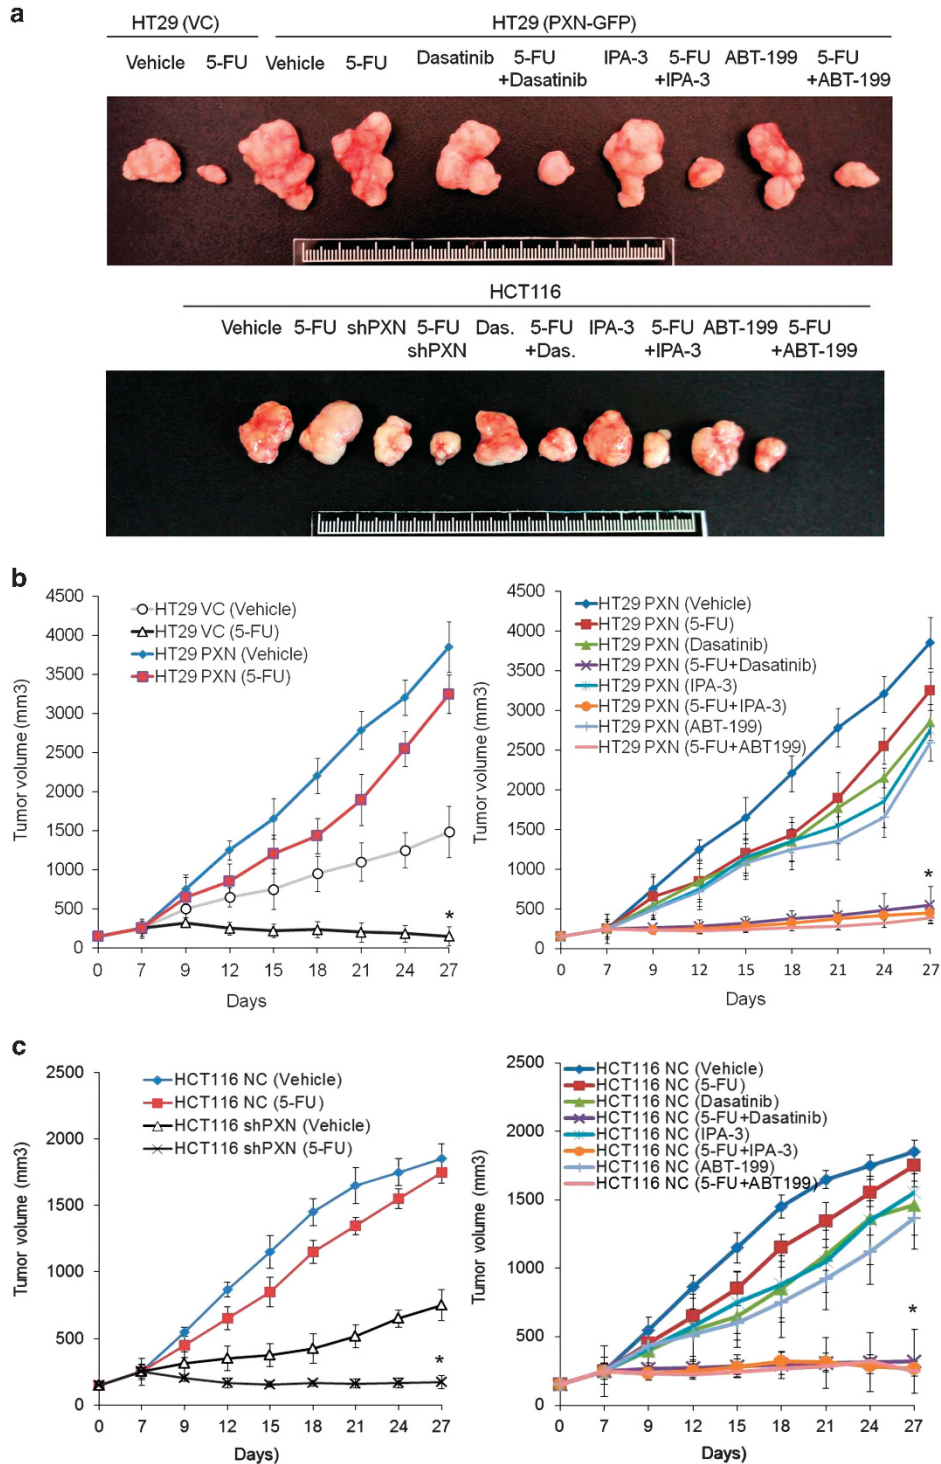 a
HT29 (VC) HT29 (PXN-GFP)
Vehicle 5-FU Vehicle 5-FU Dasatinib 5-FU IPA-3 5-FU ABT-199 5-FU
+Dasatinib +IPA-3 +ABT-199
HCT116
Vehicle 5-FU shPXN 5-FU Das. 5-FU IPA-3 5-FU ABT-199 5-FU
shPXN +Das. +IPA-3 +ABT-199
b
4500
4000
3500
3000
2500
2000
1500
1000
500
0
Tumor volume (mm3)
HT29 VC (Vehicle)
HT29 VC (5-FU)
HT29 PXN (Vehicle)
HT29 PXN (5-FU)
*
0 7 9 12 15 18 21 24 27
Days
4500
4000
3500
3000
2500
2000
1500
1000
500
0
Tumor volume (mm3)
HT29 PXN (Vehicle)
HT29 PXN (5-FU)
HT29 PXN (Dasatinib)
HT29 PXN (5-FU+Dasatinib)
HT29 PXN (IPA-3)
HT29 PXN (5-FU+IPA-3)
HT29 PXN (ABT-199)
HT29 PXN (5-FU+ABT199)
*
0 7 9 12 15 18 21 24 27
Days
c
2500
2000
1500
1000
500
0
Tumor volume (mm3)
HCT116 NC (Vehicle)
HCT116 NC (5-FU)
HCT116 shPXN (Vehicle)
HCT116 shPXN (5-FU)
*
0 7 9 12 15 18 21 24 27
Days)
2500
2000
1500
1000
500
0
Tumor volume (mm3)
HCT116 NC (Vehicle)
HCT116 NC (5-FU)
HCT116 NC (Dasatinib)
HCT116 NC (5-FU+Dasatinib)
HCT116 NC (IPA-3)
HCT116 NC (5-FU+IPA-3)
HCT116 NC (ABT-199)
HCT116 NC (5-FU+ABT199)
*
0 7 9 12 15 18 21 24 27
Days)